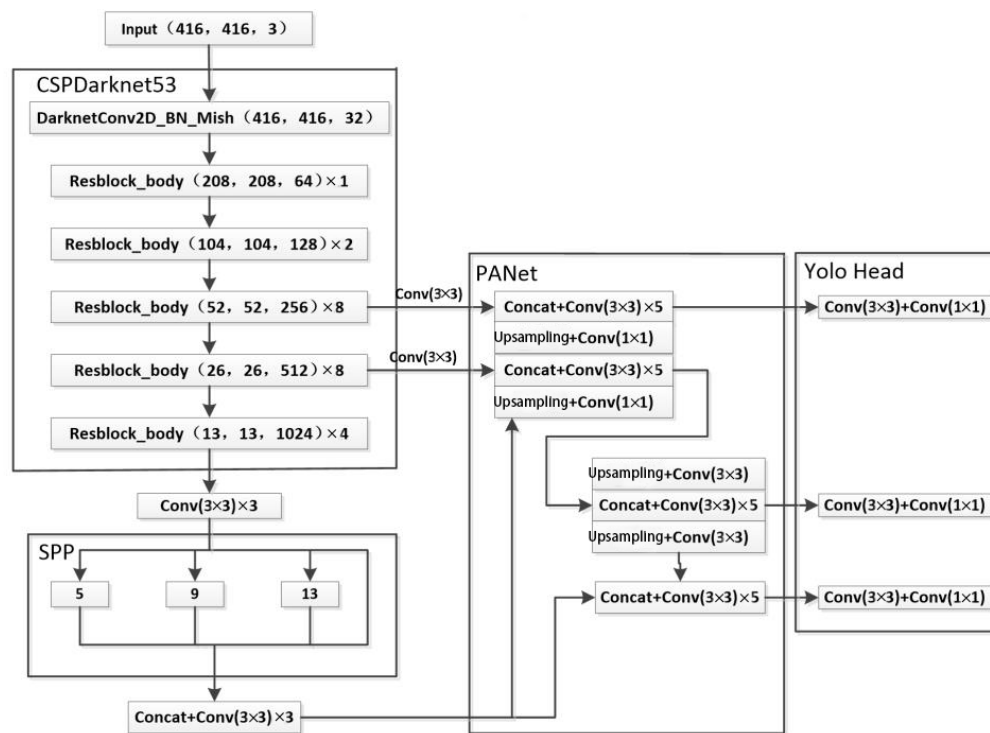 Input（416，416，3）
CSPDarknet53
DarknetConv2D_BN_Mish（416，416，32）
Resblock_body（208，208，64）×1
Resblock_body（104，104，128）×2
Resblock_body（52，52，256）×8
Resblock_body（26，26，512）×8
Resblock_body（13，13，1024）×4
Conv(3×3)×3
SPP
5
9
13
Concat+Conv(3×3)×3
Conv(3×3)
Conv(3×3)
PANet
Concat+Conv(3×3)×5
Upsampling+Conv(1×1)
Concat+Conv(3×3)×5
Upsampling+Conv(1×1)
Upsampling+Conv(3×3)
Concat+Conv(3×3)×5
Upsampling+Conv(3×3)
Concat+Conv(3×3)×5
Yolo Head
Conv(3×3)+Conv(1×1)
Conv(3×3)+Conv(1×1)
Conv(3×3)+Conv(1×1)